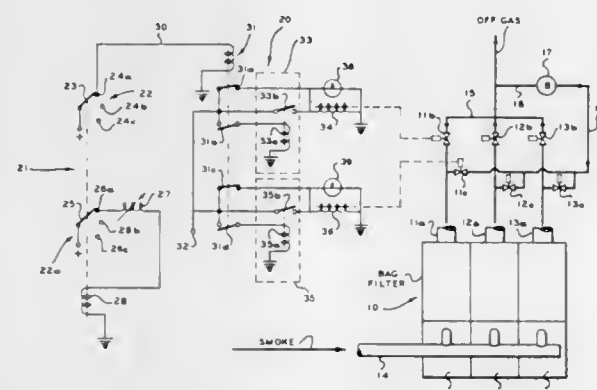 OFF GAS
30
31
20
33
17
B
38
A
23
24a
22
31a
15
18
24b
24c
33b
34
11b
12b
13b
21
31b
33a
11c
39
A
25
26a
27
31c
35b
12c
13c
26b
36
11a
12a
13a
22a
26c
32
31d
35a
BAG
FILTER
10
28
35
SMOKE
14